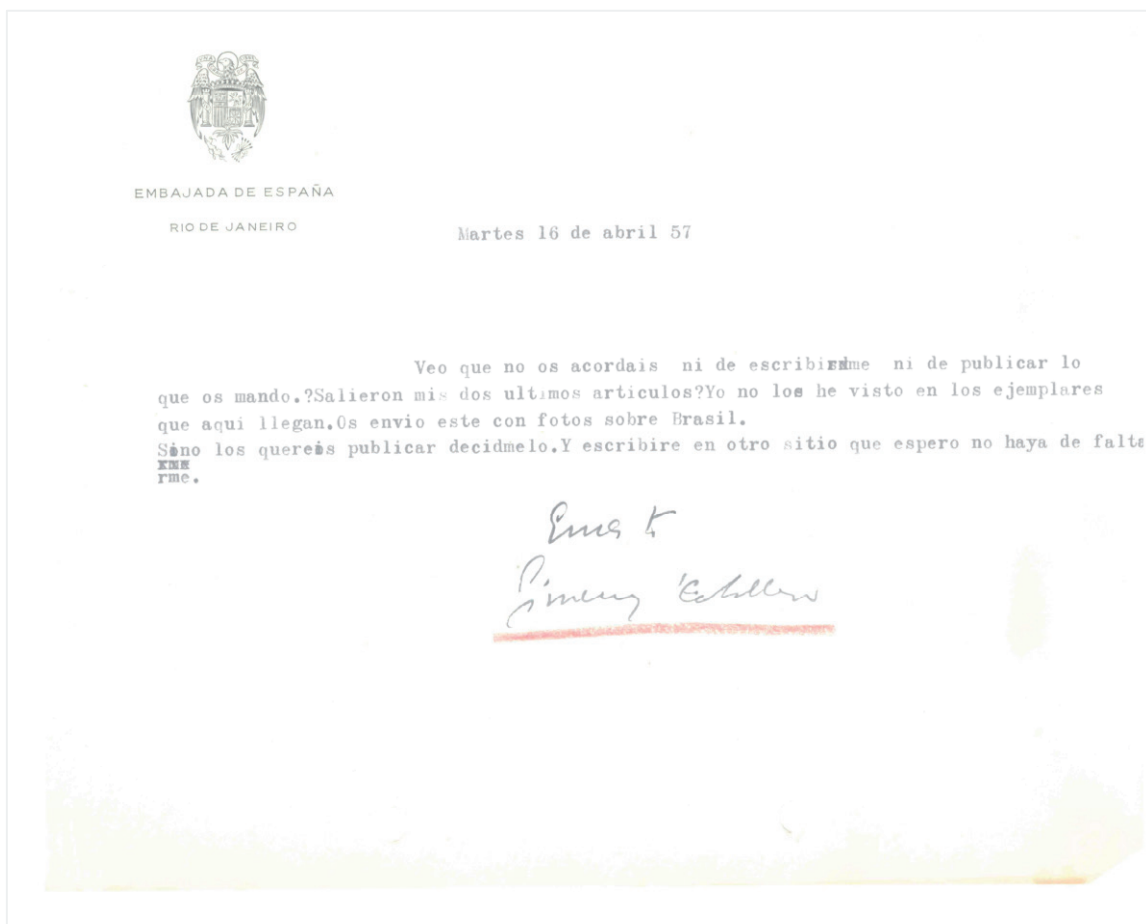 EMBAJADA DE ESPAÑA
RIO DE JANEIRO
Martes 16 de abril 57
Veo que no os acordais ni de escribirme ni de publicar lo
que os mando.?Salieron mis dos ultimos articulos?Yo no los he visto en los ejemplares
que aqui llegan.Os envio este con fotos sobre Brasil.
Sino los quereis publicar decidmelo.Y escribire en otro sitio que espero no haya de falta
xxx
rme.
Ernesto
Gimenez Caballero